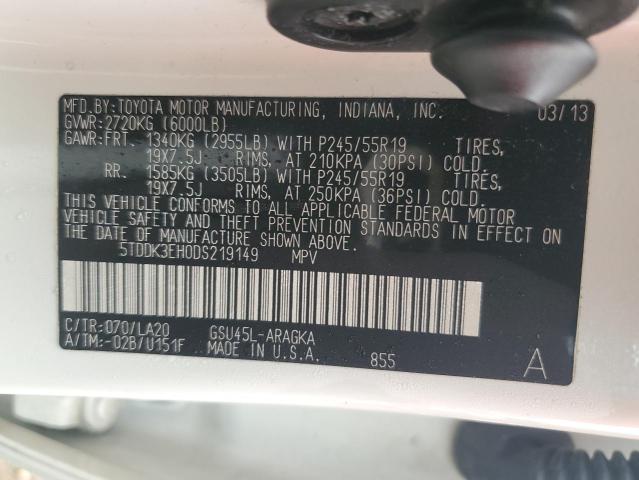 MFD.BY:TOYOTA MOTOR MANUFACTURING, INDIANA, INC. 03/13
GVWR:2720KG (6000LB)
GAWR:FRT. 1340KG (2955LB) WITH P245/55R19 TIRES,
19X7.5J RIMS, AT 210KPA (30PSI) COLD.
RR. 1585KG (3505LB) WITH P245/55R19 TIRES,
19X7.5J RIMS, AT 250KPA (36PSI) COLD.
THIS VEHICLE CONFORMS TO ALL APPLICABLE FEDERAL MOTOR
VEHICLE SAFETY AND THEFT PREVENTION STANDARDS IN EFFECT ON
THE DATE OF MANUFACTURE SHOWN ABOVE.
5TDDK3EH0DS219149 MPV
C/TR:070/LA20 GSU45L-ARAGKA
A/TM:-02B/U151F MADE IN U.S.A. 855 A